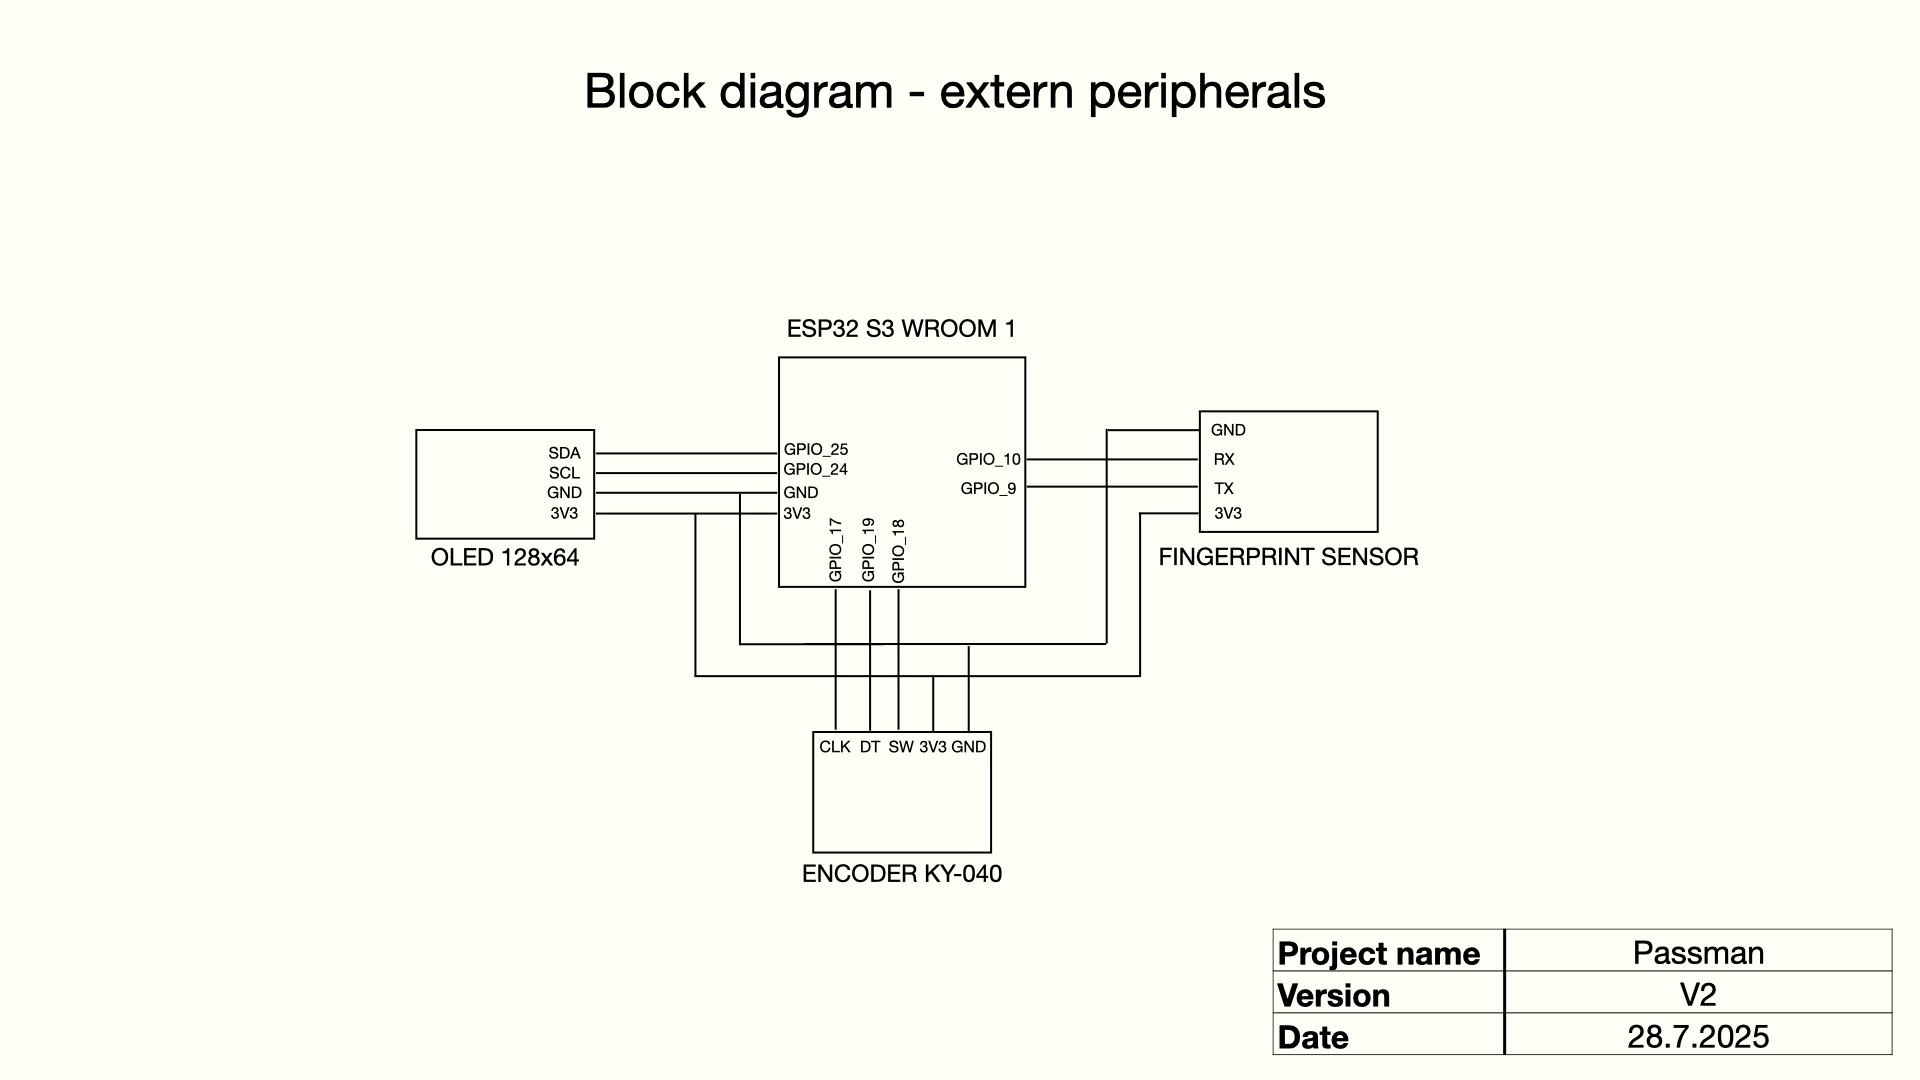 Block diagram - extern peripherals
ESP32 S3 WROOM 1
SDA
SCL
GND
3V3
OLED 128x64
GPIO_25
GPIO_24
GND
3V3
GPIO_17
GPIO_19
GPIO_18
GPIO_10
GPIO_9
GND
RX
TX
3V3
FINGERPRINT SENSOR
CLK DT SW 3V3 GND
ENCODER KY-040
Project name Passman
Version V2
Date 28.7.2025